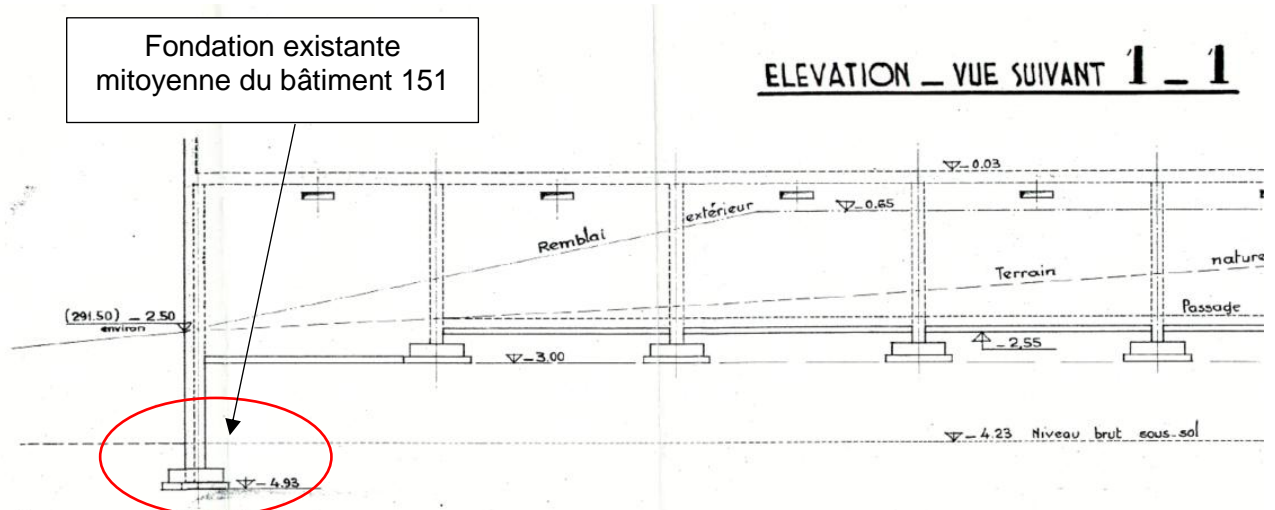 Fondation existante
mitoyenne du bâtiment 151
ELEVATION _ VUE SUIVANT 1 _ 1
-0.03
-0.65
extérieur
Remblai
Terrain
nature
(291.50) - 2.50
environ
Passage
-3.00
-2,55
-4.23 Niveau brut sous-sol
-4.93